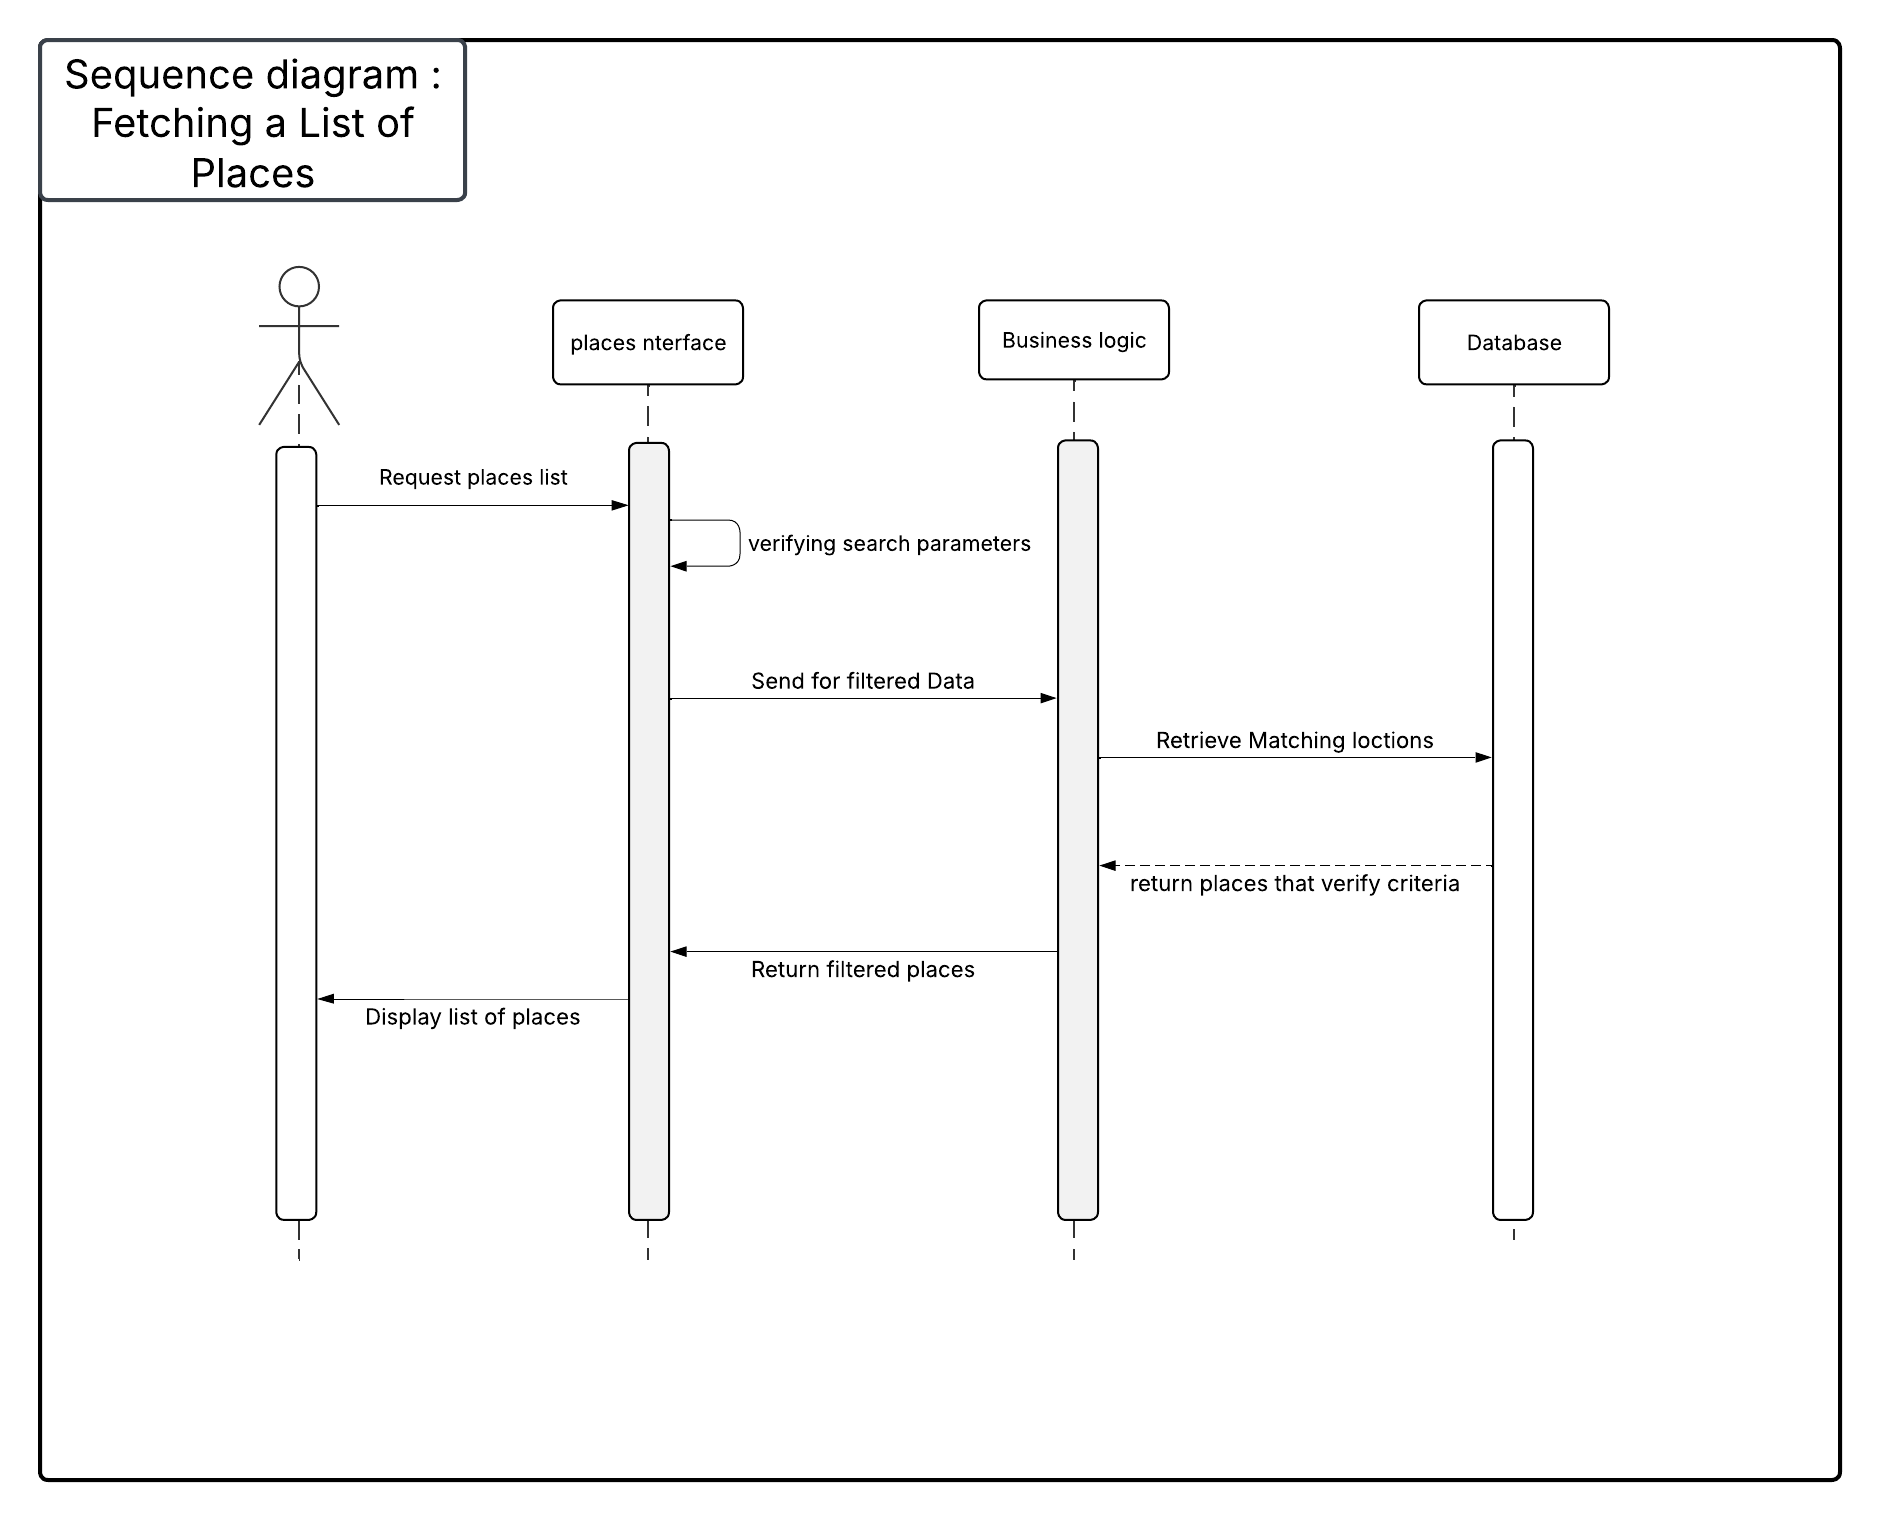 Sequence diagram :
Fetching a List of
Places
places nterface
Business logic
Database
Request places list
verifying search parameters
Send for filtered Data
Retrieve Matching loctions
return places that verify criteria
Return filtered places
Display list of places